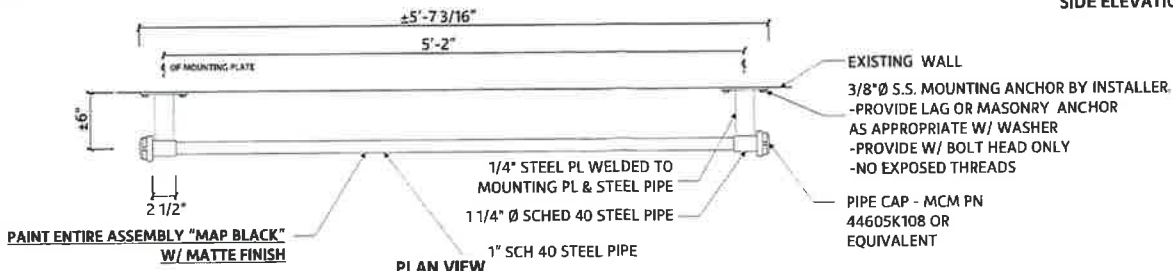 SIDE ELEVATIO
±5'-7 3/16"
5'-2"
℄ OF MOUNTING PLATE
±6"
2 1/2"
EXISTING WALL
3/8"Ø S.S. MOUNTING ANCHOR BY INSTALLER.
-PROVIDE LAG OR MASONRY ANCHOR
AS APPROPRIATE W/ WASHER
-PROVIDE W/ BOLT HEAD ONLY
-NO EXPOSED THREADS
1/4" STEEL PL WELDED TO
MOUNTING PL & STEEL PIPE
1 1/4" Ø SCHED 40 STEEL PIPE
PIPE CAP - MCM PN
44605K108 OR
EQUIVALENT
PAINT ENTIRE ASSEMBLY "MAP BLACK"
W/ MATTE FINISH
1" SCH 40 STEEL PIPE
PLAN VIEW